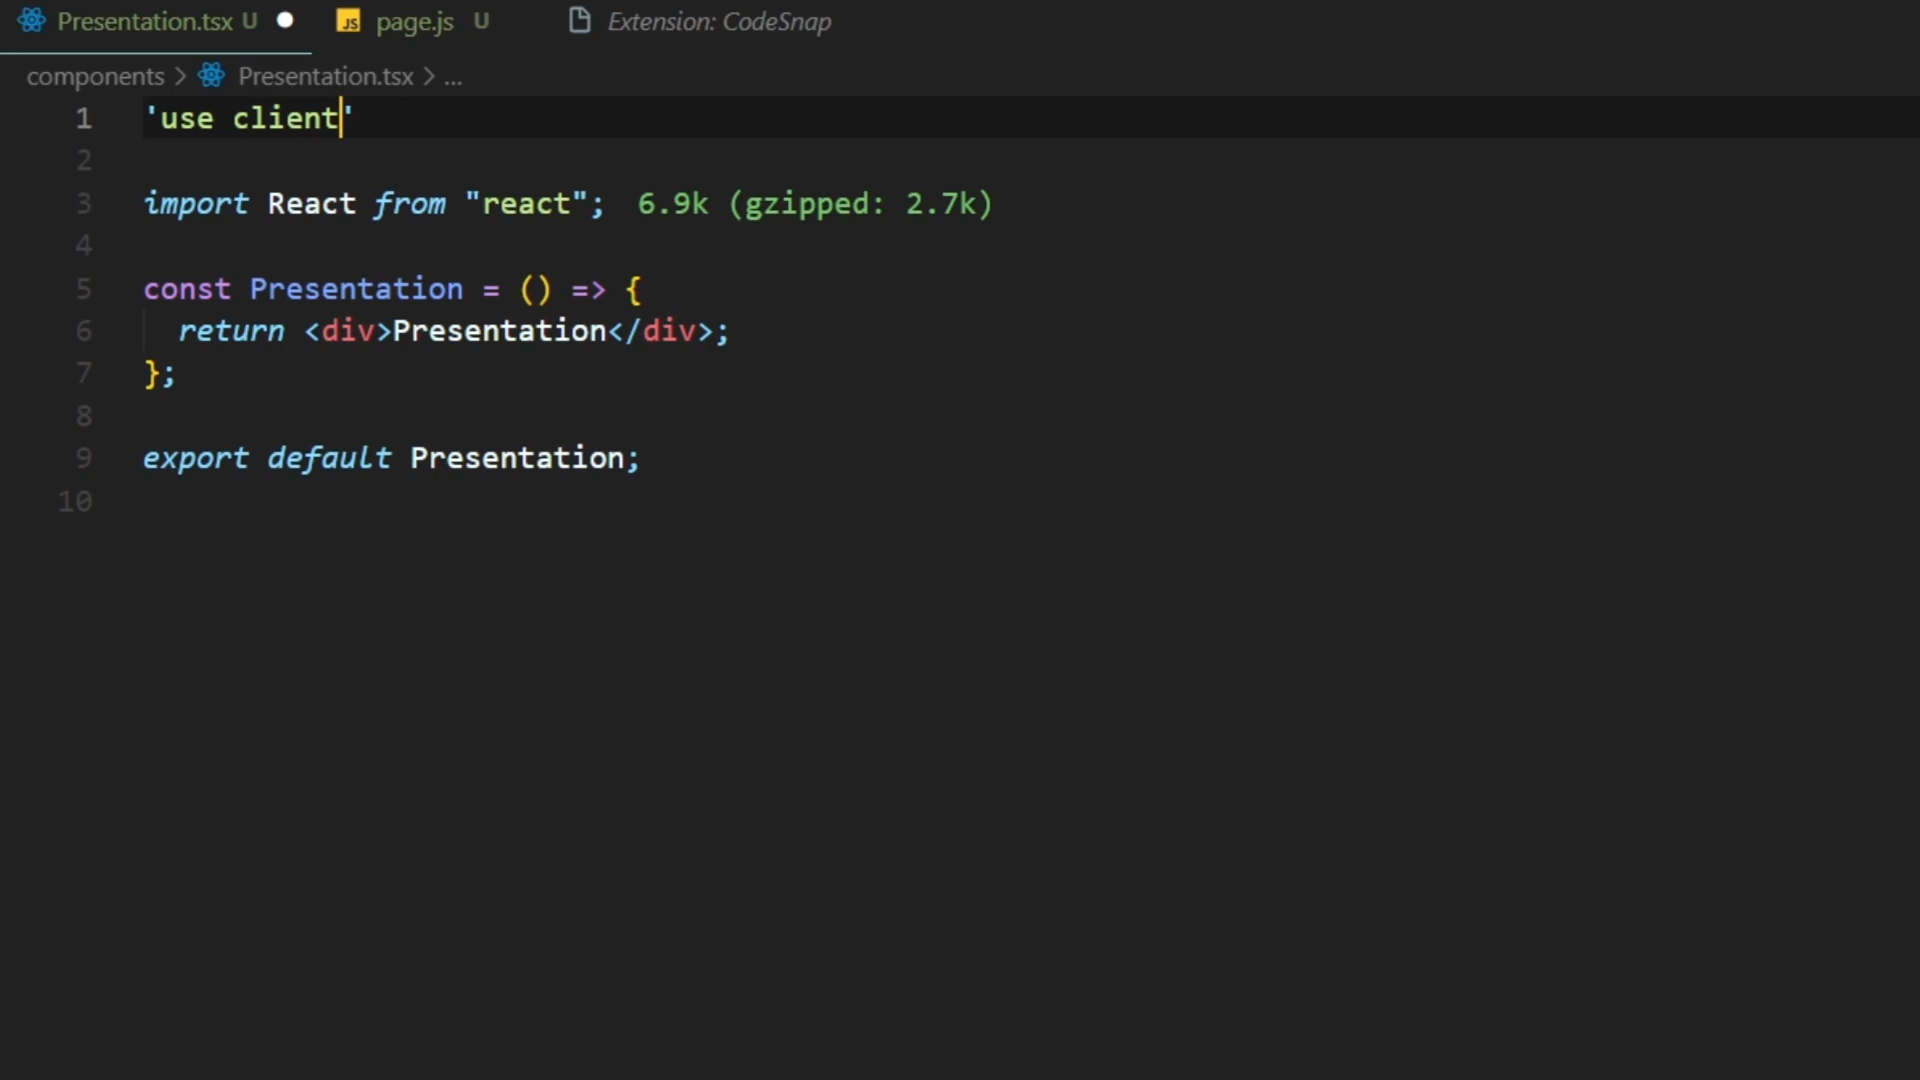 Presentation.tsx U JS page.js U Extension: CodeSnap
components > Presentation.tsx > ...
1 'use client'
2
3 import React from "react"; 6.9k (gzipped: 2.7k)
4
5 const Presentation = () => {
6 return <div>Presentation</div>;
7 };
8
9 export default Presentation;
10